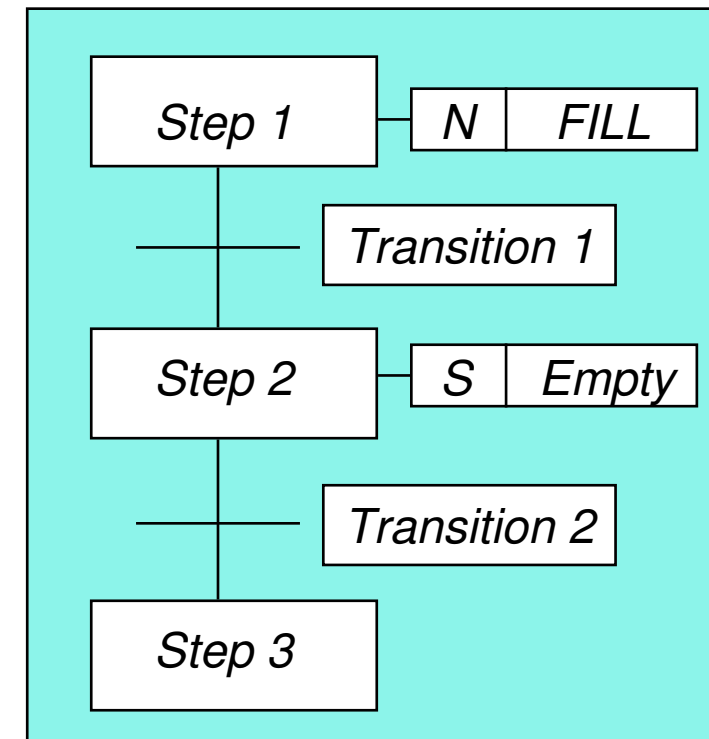 Step 1 N FILL
Transition 1
Step 2 S Empty
Transition 2
Step 3